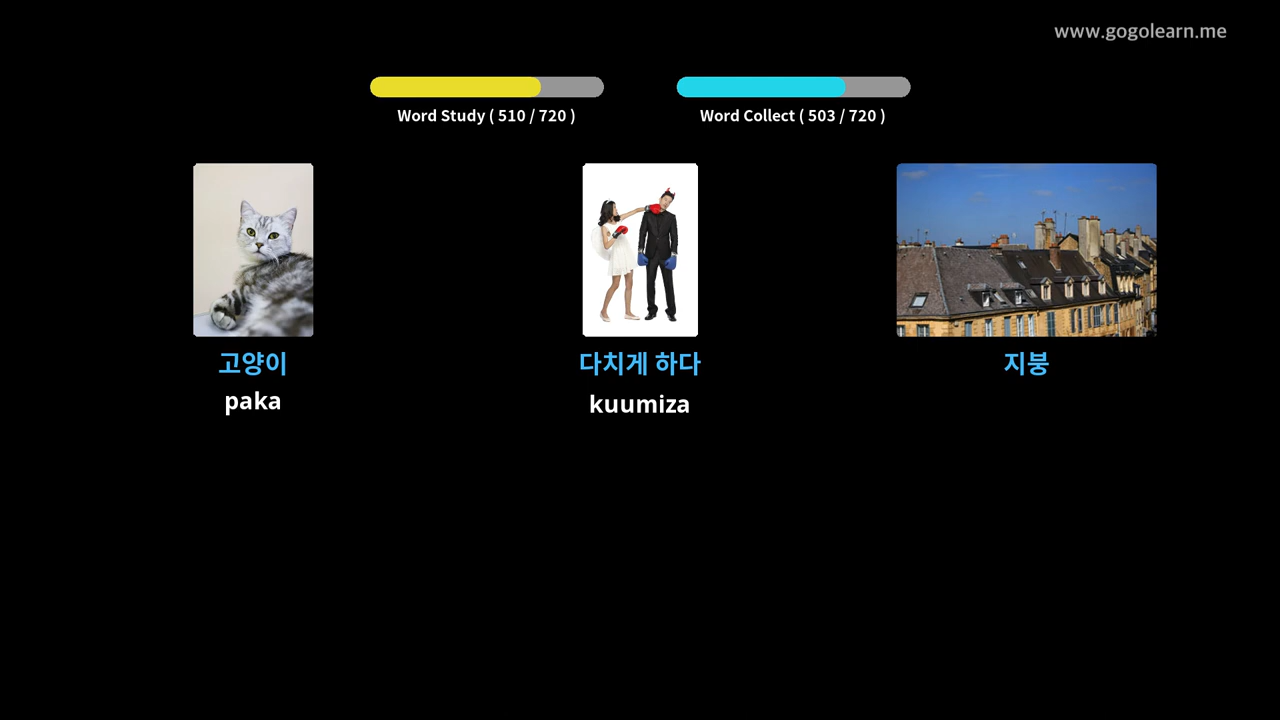 www.gogolearn.me
Word Study ( 510 / 720 )
Word Collect ( 503 / 720 )
고양이
다치게 하다
지붕
paka
kuumiza